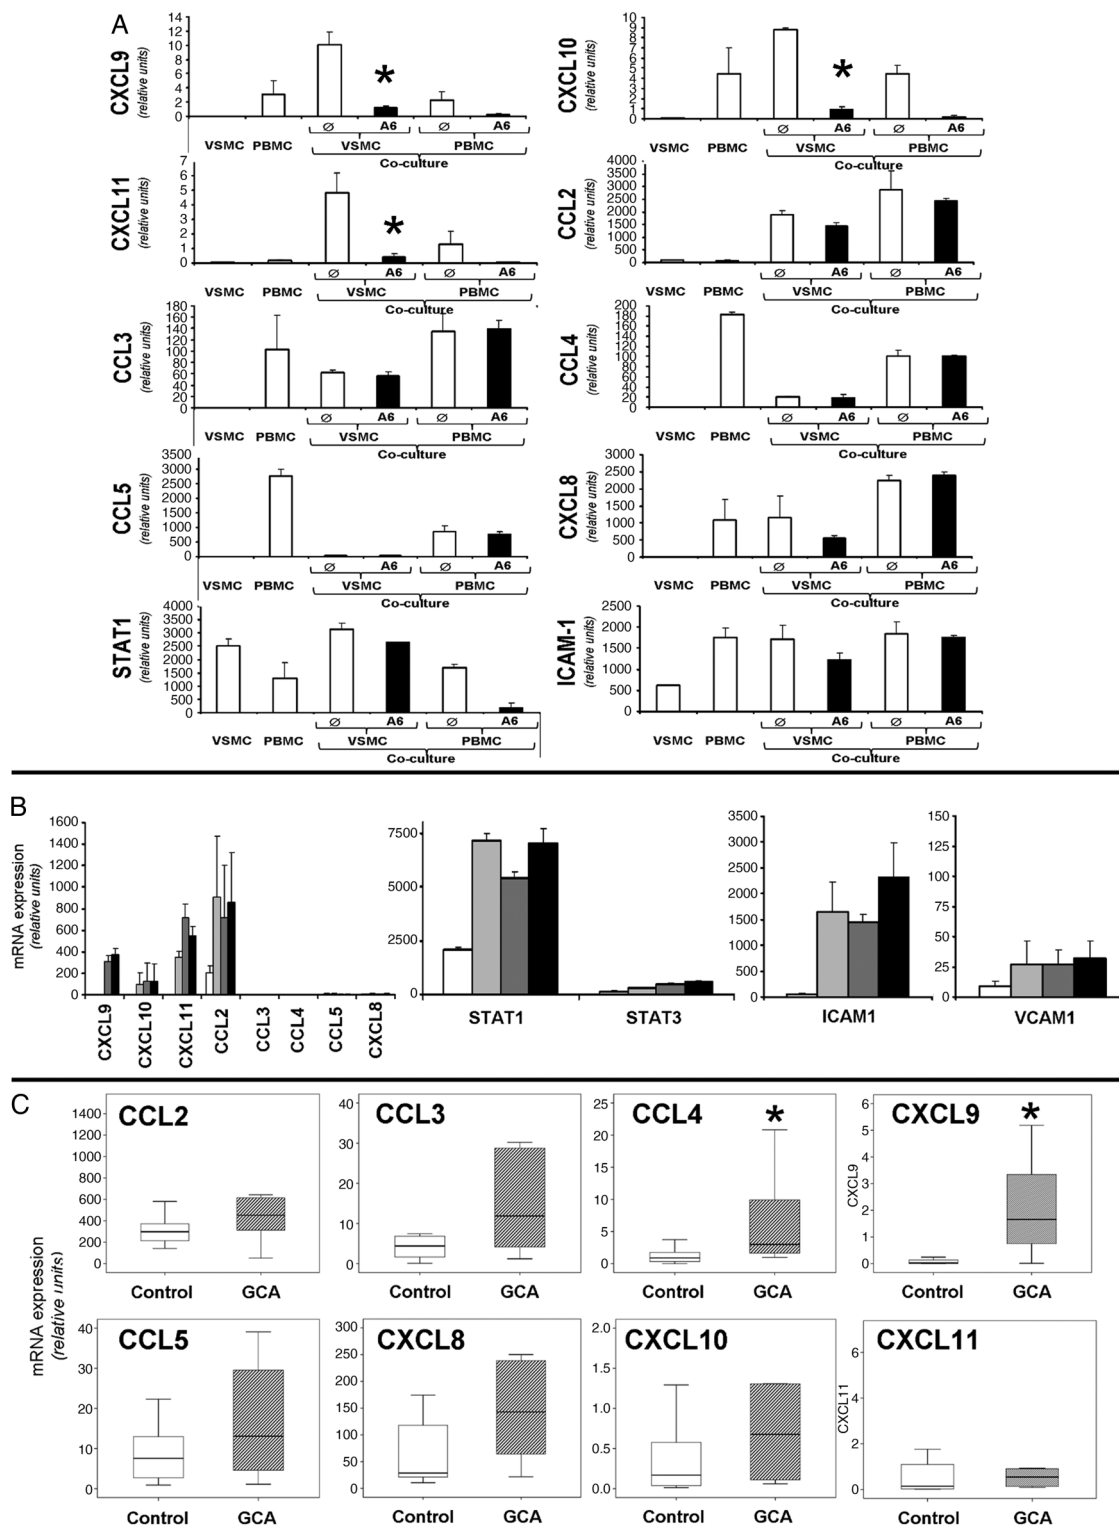 A
CXCL9
(relative units)
14
12
10
8
6
4
2
0
VSMC PBMC
∅ A6 ∅ A6
VSMC PBMC
Co-culture
*
CXCL10
(relative units)
10
9
8
7
6
5
4
3
2
1
0
VSMC PBMC
∅ A6 ∅ A6
VSMC PBMC
Co-culture
*
CXCL11
(relative units)
7
6
5
4
3
2
1
0
VSMC PBMC
∅ A6 ∅ A6
VSMC PBMC
Co-culture
*
CCL2
(relative units)
4000
3500
3000
2500
2000
1500
1000
500
0
VSMC PBMC
∅ A6 ∅ A6
VSMC PBMC
Co-culture
CCL3
(relative units)
180
160
140
120
100
80
60
40
20
0
VSMC PBMC
∅ A6 ∅ A6
VSMC PBMC
Co-culture
CCL4
(relative units)
200
180
160
140
120
100
80
60
40
20
0
VSMC PBMC
∅ A6 ∅ A6
VSMC PBMC
Co-culture
CCL5
(relative units)
3500
3000
2500
2000
1500
1000
500
0
VSMC PBMC
∅ A6 ∅ A6
VSMC PBMC
Co-culture
CXCL8
(relative units)
3000
2500
2000
1500
1000
500
0
VSMC PBMC
∅ A6 ∅ A6
VSMC PBMC
Co-culture
STAT1
(relative units)
4000
3500
3000
2500
2000
1500
1000
500
0
VSMC PBMC
∅ A6 ∅ A6
VSMC PBMC
Co-culture
ICAM-1
(relative units)
2500
2000
1500
1000
500
0
VSMC PBMC
∅ A6 ∅ A6
VSMC PBMC
Co-culture
B
mRNA expression
(relative units)
1600
1400
1200
1000
800
600
400
200
0
CXCL9
CXCL10
CXCL11
CCL2
CCL3
CCL4
CCL5
CXCL8
7500
5000
2500
0
STAT1 STAT3
3500
3000
2500
2000
1500
1000
500
0
ICAM1
150
125
100
75
50
25
0
VCAM1
C
mRNA expression
(relative units)
CCL2
1400
1200
1000
800
600
400
200
0
Control GCA
CCL3
40
30
20
10
0
Control GCA
CCL4
*
25
20
15
10
5
0
Control GCA
CXCL9
*
CXCL9
6
5
4
3
2
1
0
Control GCA
CCL5
40
30
20
10
0
Control GCA
CXCL8
300
250
200
150
100
50
0
Control GCA
CXCL10
2.0
1.5
1.0
0.5
0.0
Control GCA
CXCL11
CXCL11
6
4
2
0
Control GCA